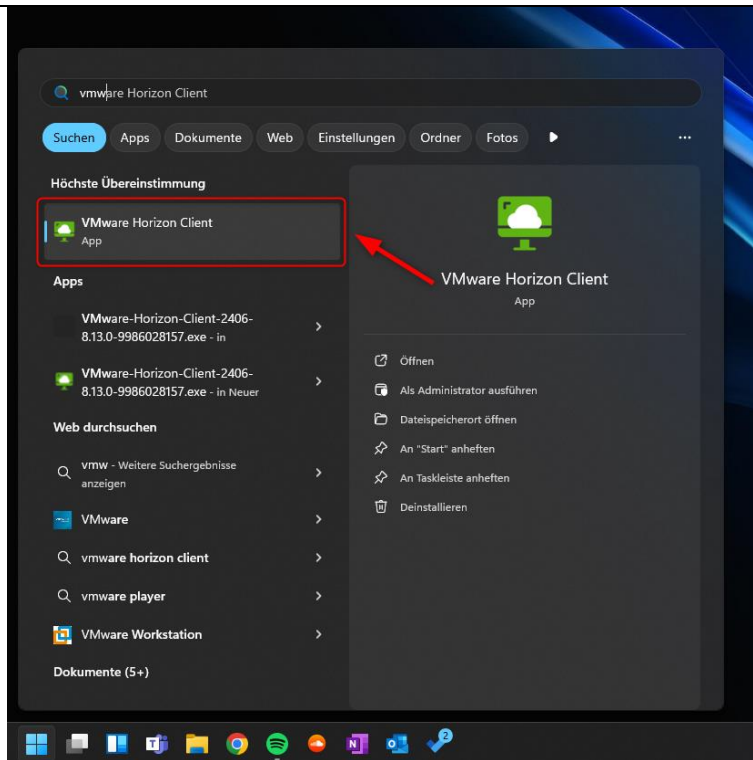 vmware Horizon Client
Suchen Apps Dokumente Web Einstellungen Ordner Fotos
Höchste Übereinstimmung
VMware Horizon Client
App
Apps
VMware-Horizon-Client-2406-
8.13.0-9986028157.exe - in
VMware-Horizon-Client-2406-
8.13.0-9986028157.exe - in Neuer
Web durchsuchen
vmw - Weitere Suchergebnisse
anzeigen
VMware
vmware horizon client
vmware player
VMware Workstation
Dokumente (5+)
VMware Horizon Client
App
Öffnen
Als Administrator ausführen
Dateispeicherort öffnen
An "Start" anheften
An Taskleiste anheften
Deinstallieren
2